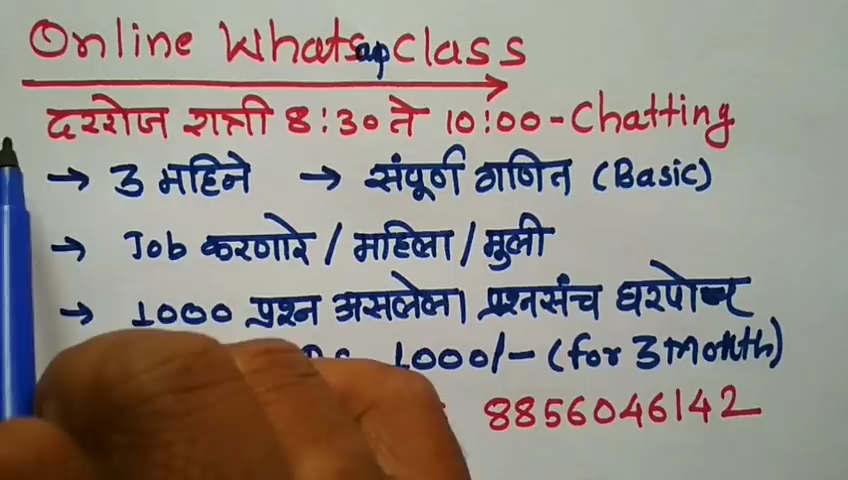 Online Whatsapp Class
दररोज रात्री 8:30 ते 10:00 - Chatting
→ 3 महिने → संपूर्ण गणित (Basic)
→ Job करणारे / महिला / मुली
→ 1000 प्रश्न असलेला प्रश्नसंच घरपोच
Rs. 1000/- (for 3 Month)
8856046142